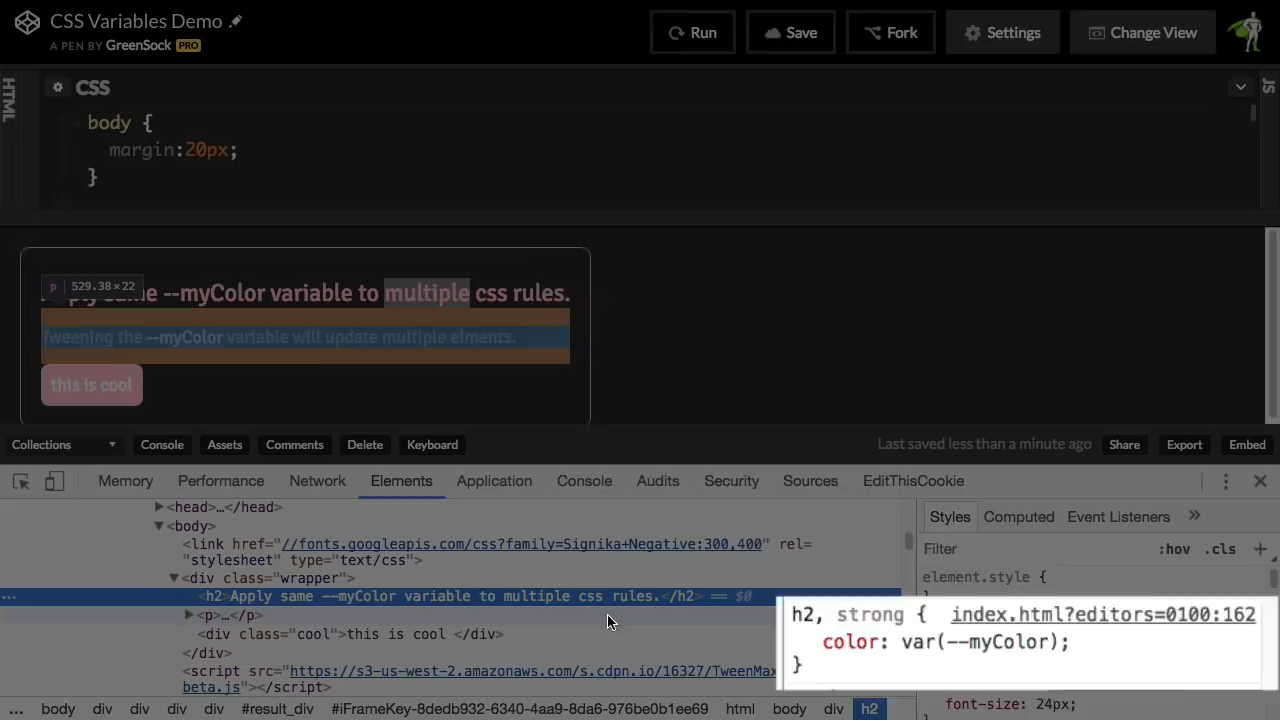 CSS Variables Demo
A PEN BY GreenSock PRO
Run
Save
Fork
Settings
Change View
HTML
CSS
JS
body {
margin:20px;
}
p 529.38×22
ply same --myColor variable to multiple css rules.
Tweening the --myColor variable will update multiple elments.
this is cool
Collections
Console
Assets
Comments
Delete
Keyboard
Last saved less than a minute ago
Share
Export
Embed
Memory
Performance
Network
Elements
Application
Console
Audits
Security
Sources
EditThisCookie
<head>…</head>
<body>
<link href="//fonts.googleapis.com/css?family=Signika+Negative:300,400" rel=
"stylesheet" type="text/css">
<div class="wrapper">
… <h2>Apply same --myColor variable to multiple css rules.</h2> == $0
<p>…</p>
<div class="cool">this is cool </div>
</div>
<script src="https://s3-us-west-2.amazonaws.com/s.cdpn.io/16327/TweenMax
beta.js"></script>
... body div div div #result_div #iFrameKey-8dedb932-6340-4aa9-8da6-976be0b1ee69 html body div h2
Styles
Computed
Event Listeners
»
Filter
:hov
.cls
+
element.style {
h2, strong { index.html?editors=0100:162
color: var(--myColor);
}
font-size: 24px;